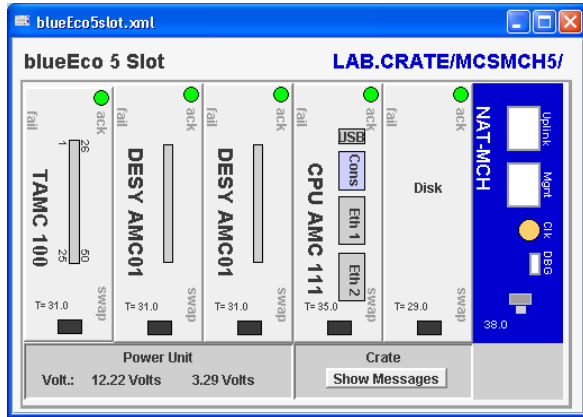 blueEco5slot.xml
blueEco 5 Slot
LAB.CRATE/MCSMCH5/
fail
ack
1
26
TAMC 100
25
50
T= 31.0
swap
fail
ack
DESY AMC01
T= 31.0
swap
fail
ack
DESY AMC01
T= 31.0
swap
fail
ack
USB
Cons
CPU AMC 111
Eth 1
Eth 2
T= 35.0
swap
fail
ack
Disk
T= 29.0
swap
NAT-MCH
Uplink
Mgnt
Clk
DBG
38.0
Power Unit
Volt.: 12.22 Volts 3.29 Volts
Crate
Show Messages